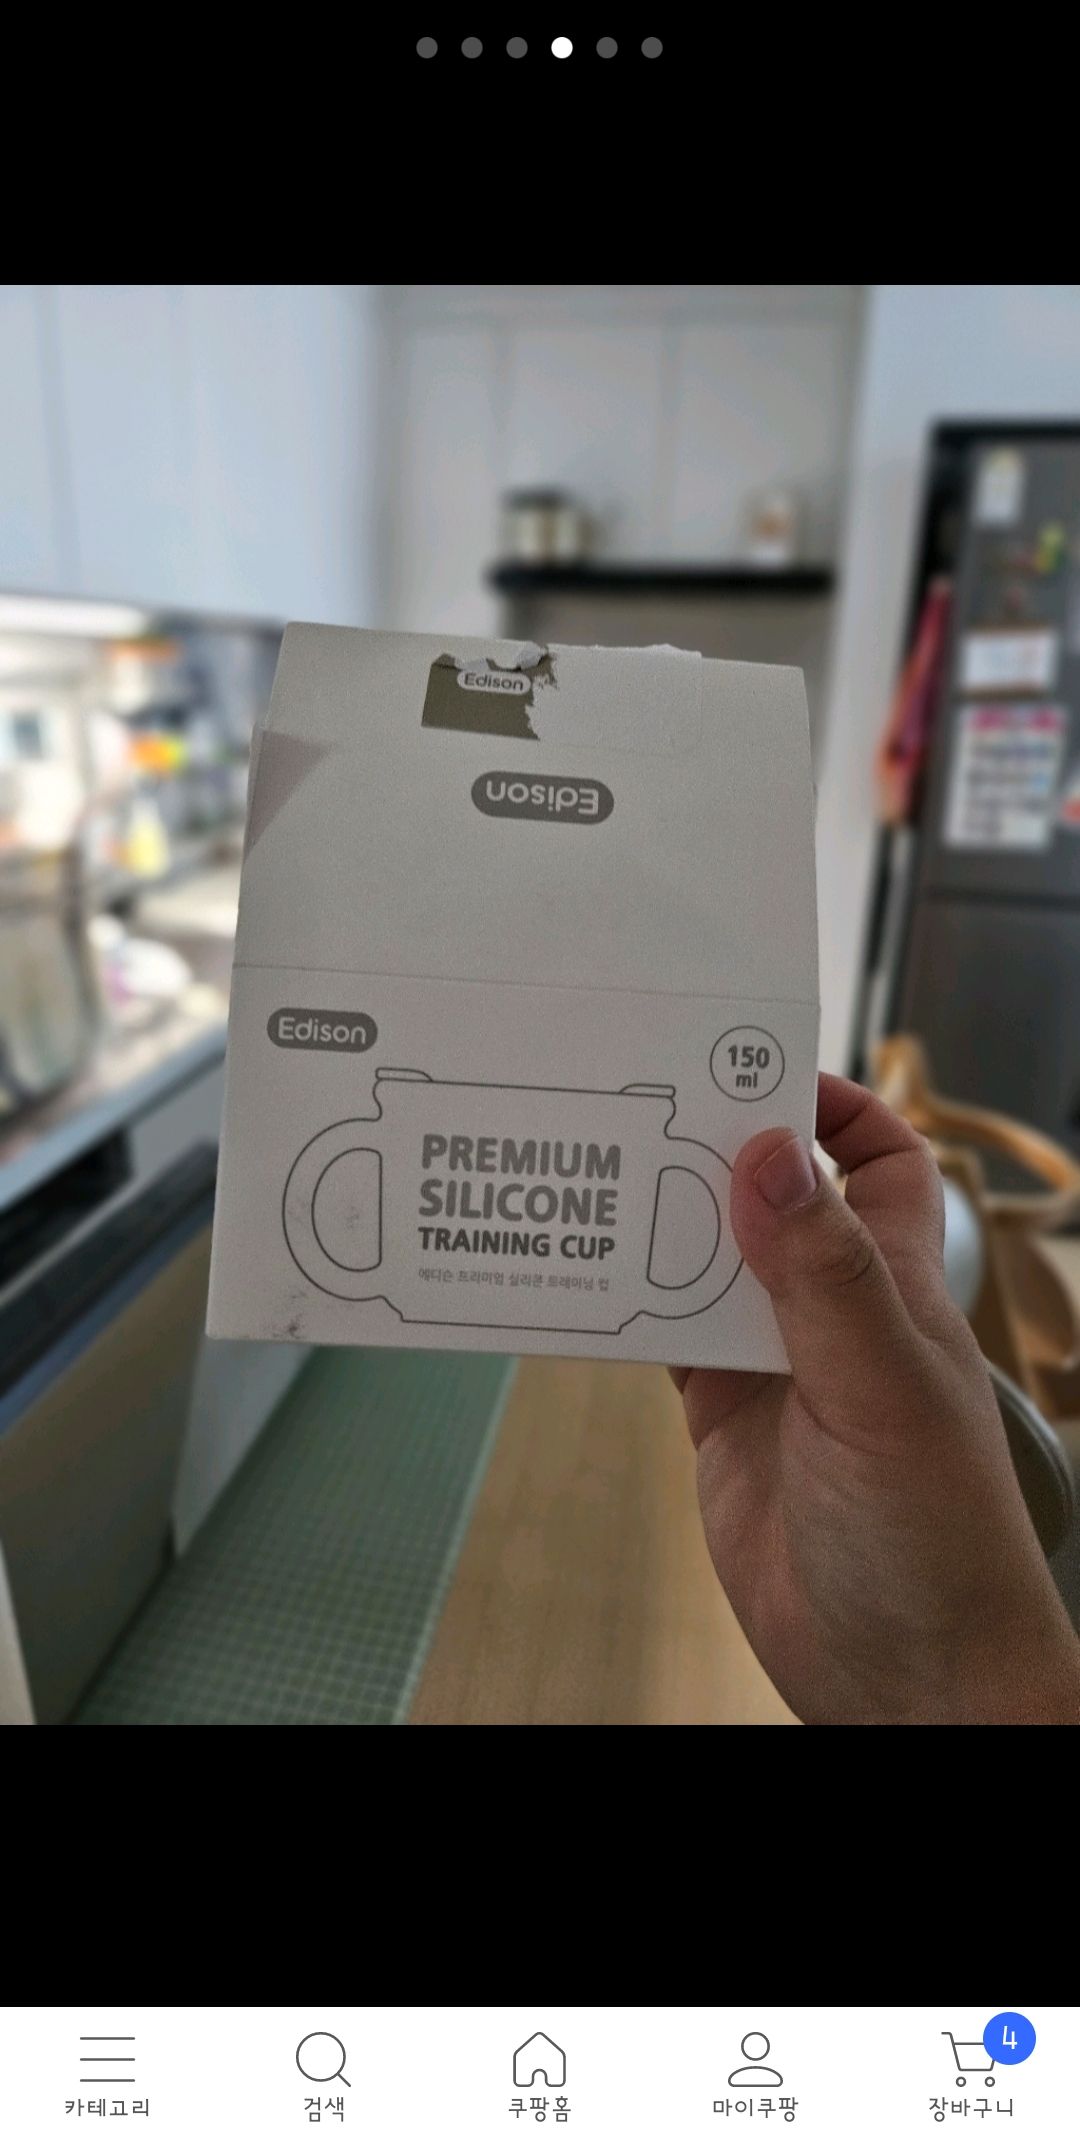 Edison
Edison
Edison
150
ml
PREMIUM
SILICONE
TRAINING CUP
에디슨 프리미엄 실리콘 트레이닝 컵
카테고리
검색
쿠팡홈
마이쿠팡
장바구니
4